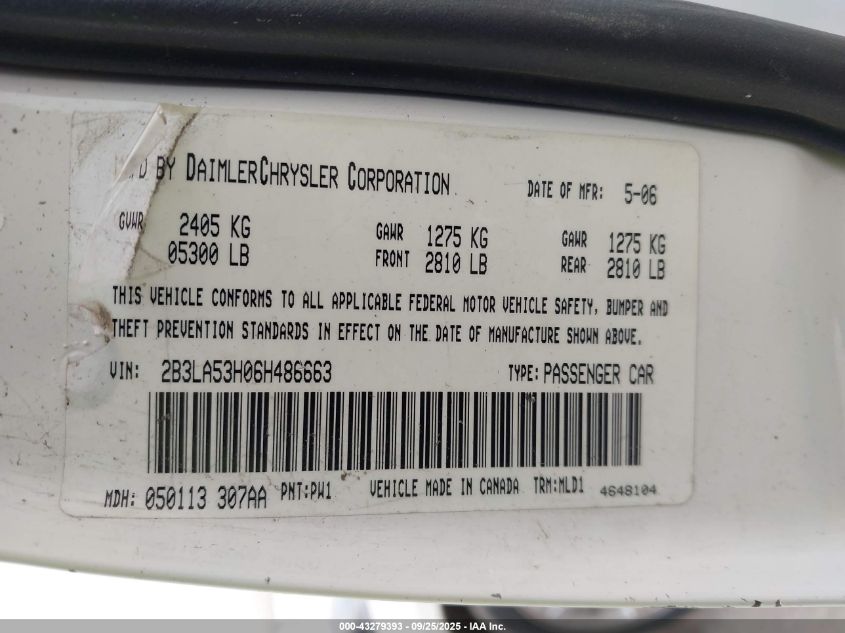 BY DAIMLERCHRYSLER CORPORATION
DATE OF MFR: 5-06
GVWR 2405 KG
05300 LB
GAWR FRONT 1275 KG
2810 LB
GAWR REAR 1275 KG
2810 LB
THIS VEHICLE CONFORMS TO ALL APPLICABLE FEDERAL MOTOR VEHICLE SAFETY, BUMPER AND
THEFT PREVENTION STANDARDS IN EFFECT ON THE DATE OF MANUFACTURE SHOWN ABOVE.
VIN: 2B3LA53H06H486663 TYPE: PASSENGER CAR
MDH: 050113 307AA PNT:PW1 VEHICLE MADE IN CANADA TRM:MLD1 4648104
000-43279393 - 09/25/2025 - IAA Inc.